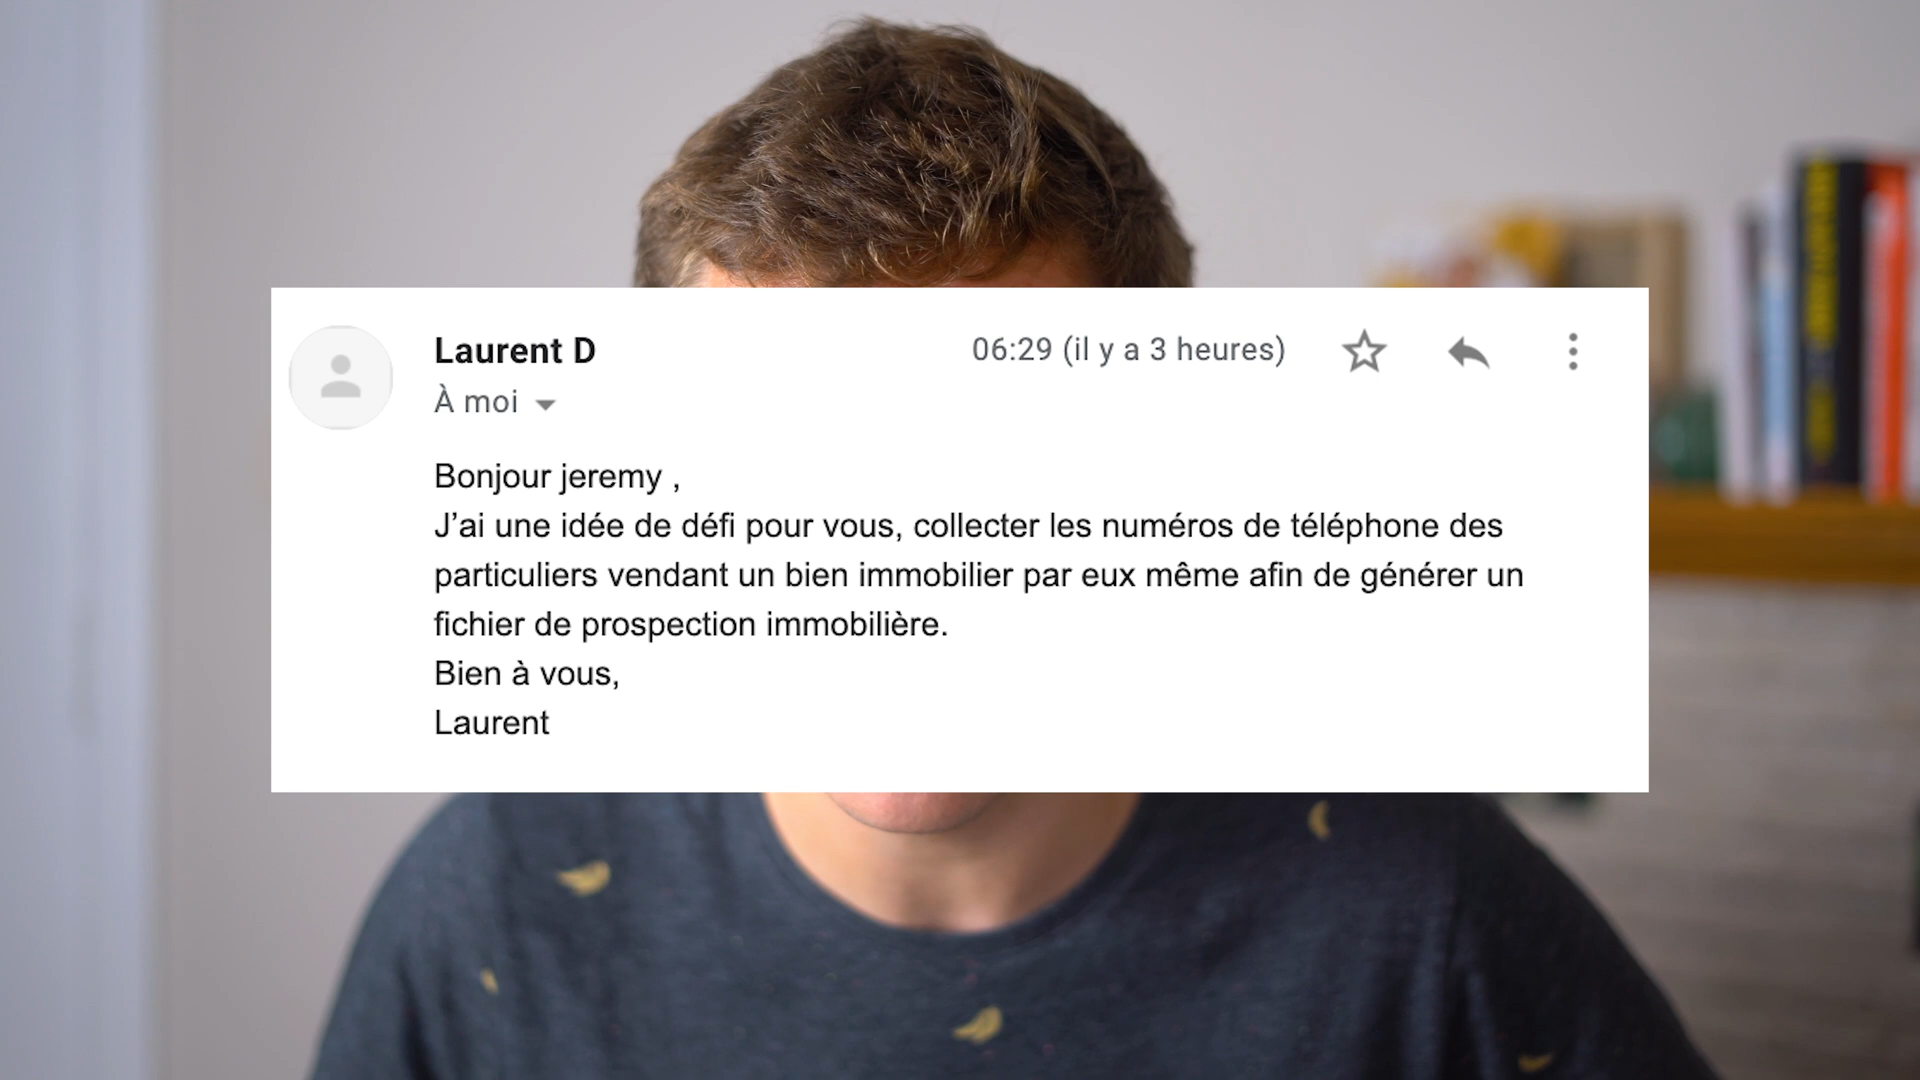 Laurent D
06:29 (il y a 3 heures)
À moi
Bonjour jeremy ,
J’ai une idée de défi pour vous, collecter les numéros de téléphone des
particuliers vendant un bien immobilier par eux même afin de générer un
fichier de prospection immobilière.
Bien à vous,
Laurent